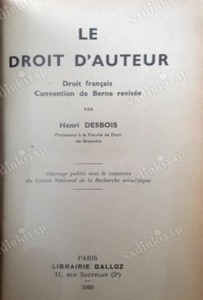 LE
DROIT D'AUTEUR
Droit français
Convention de Berne revisée
PAR
Henri DESBOIS
Professeur à la Faculté de Droit
de Grenoble
Ouvrage publié avec le concours
du Centre National de la Recherche scientifique
PARIS
LIBRAIRIE DALLOZ
11, RUE SOUFFLOT (5e)
1950